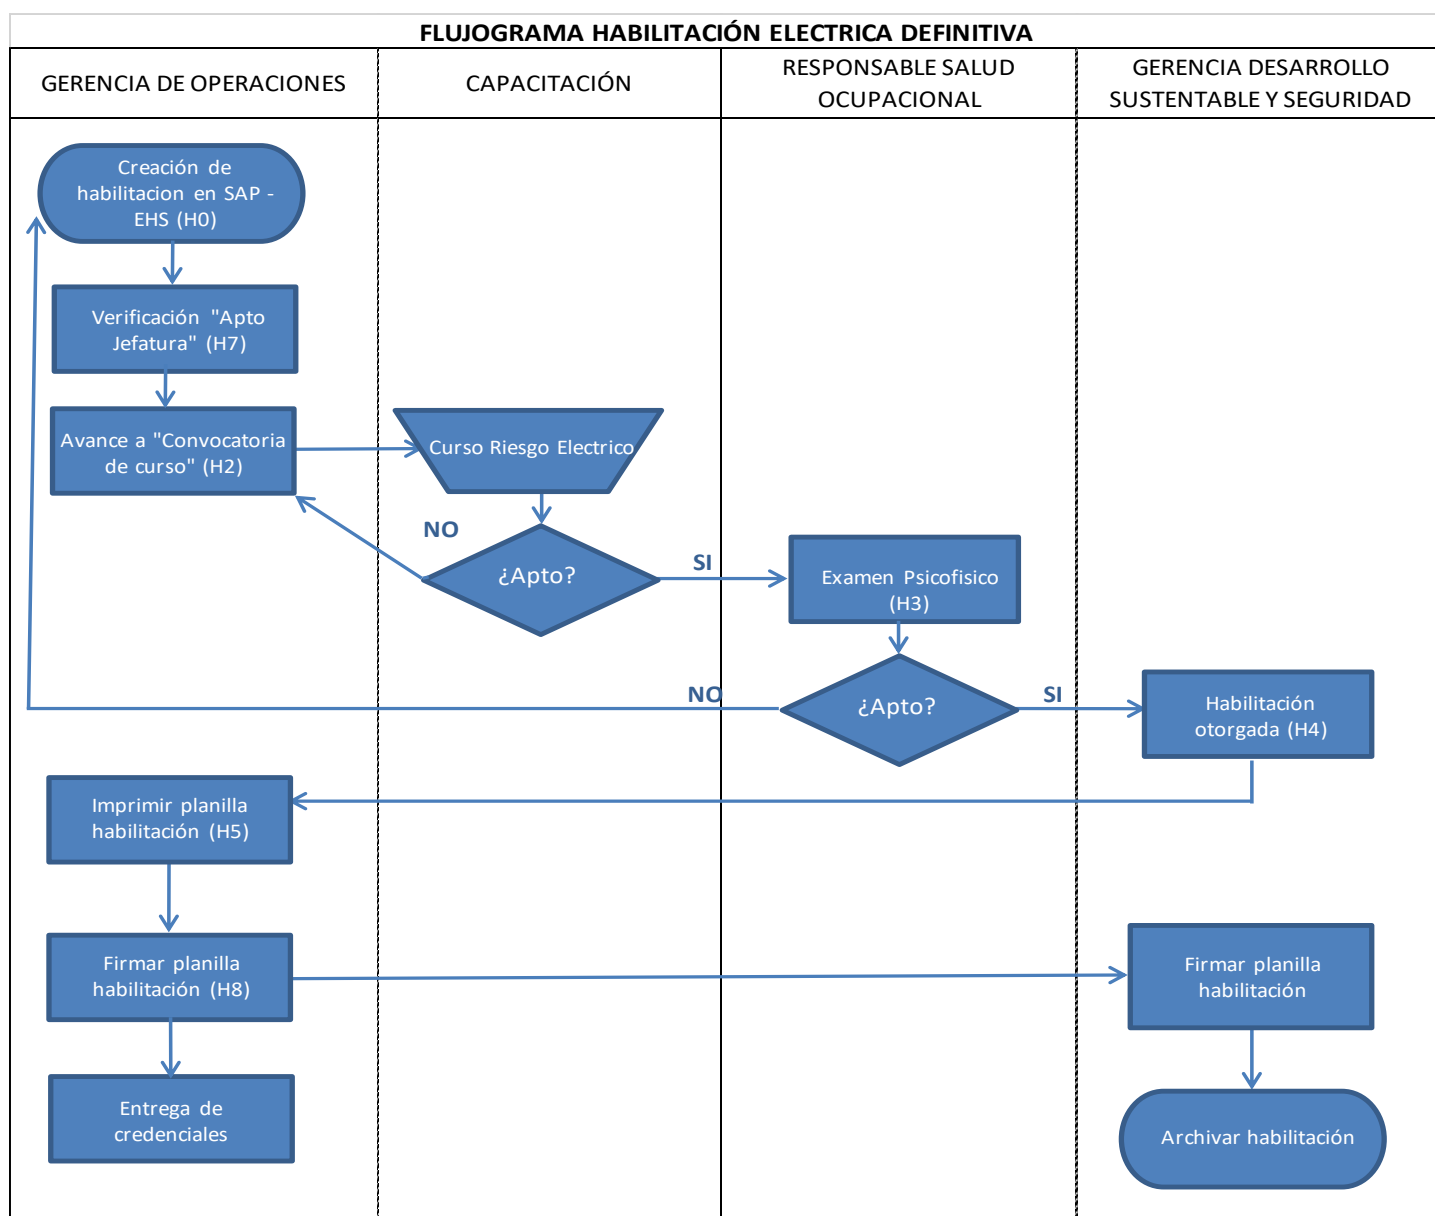 FLUJOGRAMA HABILITACIÓN ELECTRICA DEFINITIVA
GERENCIA DE OPERACIONES
CAPACITACIÓN
RESPONSABLE SALUD
OCUPACIONAL
GERENCIA DESARROLLO
SUSTENTABLE Y SEGURIDAD
Creación de
habilitacion en SAP -
EHS (H0)
Verificación "Apto
Jefatura" (H7)
Avance a "Convocatoria
de curso" (H2)
Curso Riesgo Electrico
NO
¿Apto?
SI
Examen Psicofisico
(H3)
NO
¿Apto?
SI
Habilitación
otorgada (H4)
Imprimir planilla
habilitación (H5)
Firmar planilla
habilitación (H8)
Firmar planilla
habilitación
Entrega de
credenciales
Archivar habilitación